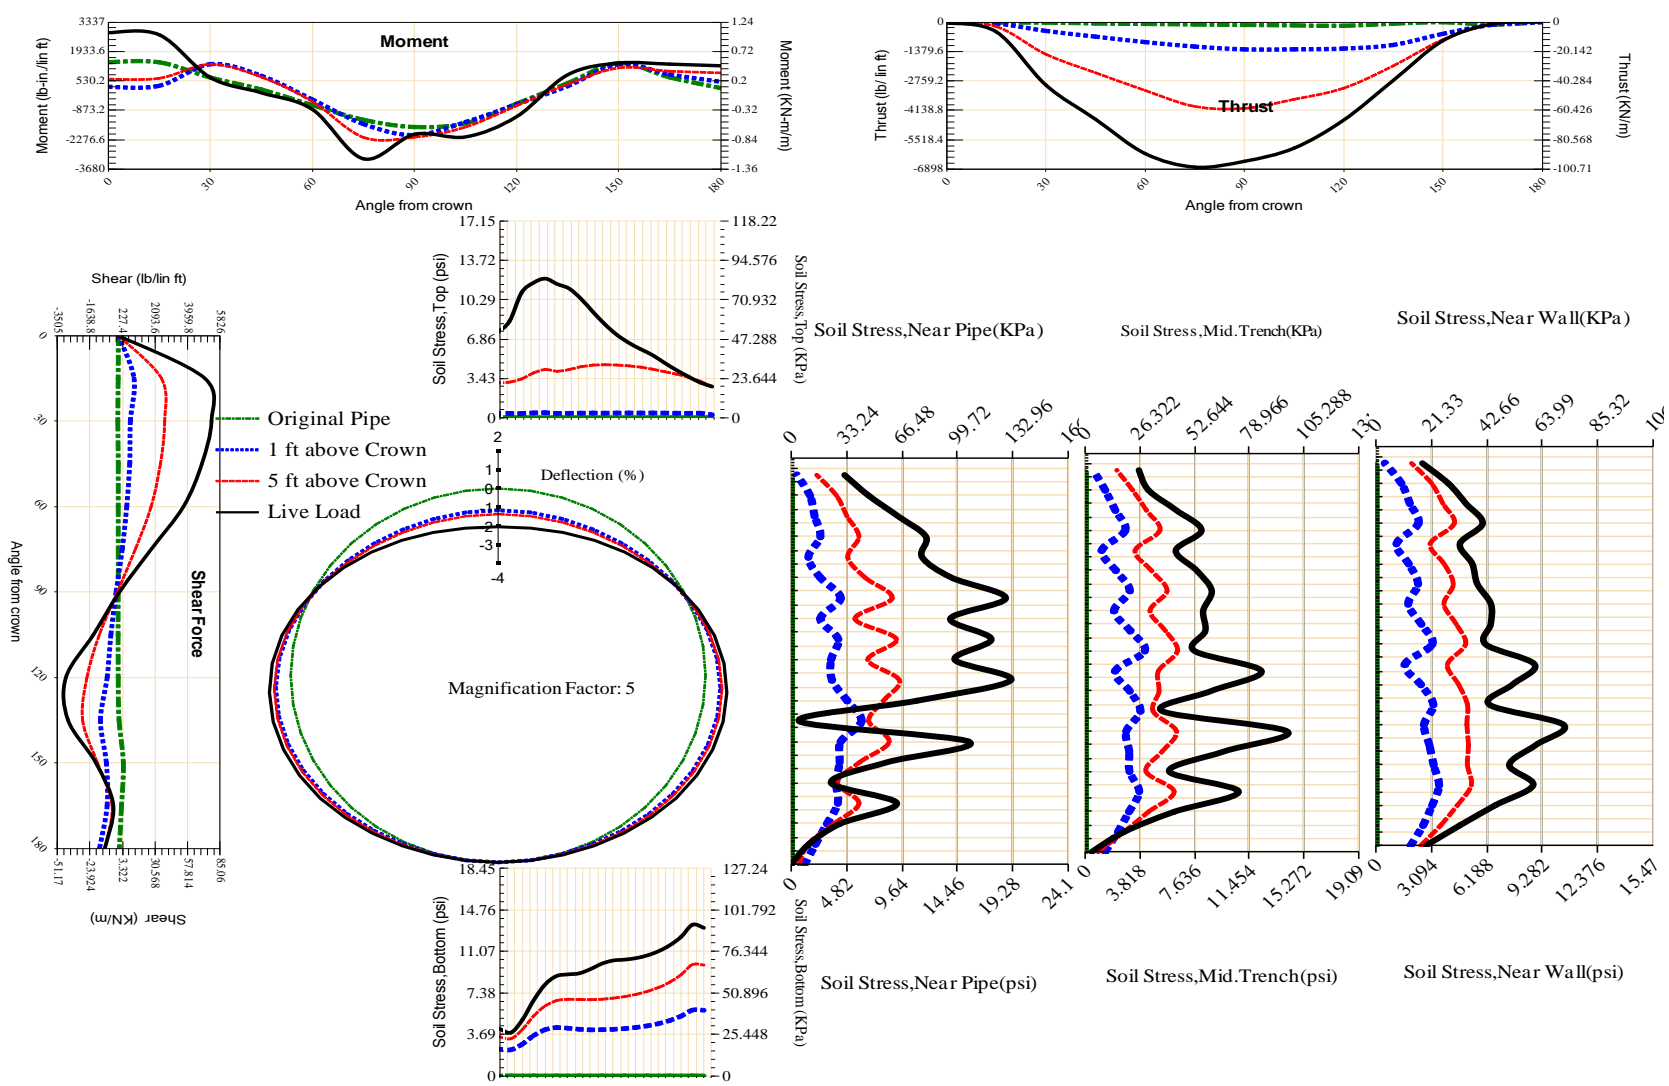 3337
1933.6
530.2
-873.2
-2276.6
-3680
Moment (lb-in/lin ft)
Moment
1.24
0.72
0.2
-0.32
-0.84
-1.36
Moment (KN-m/m)
0 30 60 90 120 150 180
Angle from crown
0
-1379.6
-2759.2
-4138.8
-5518.4
-6898
Thrust (lb/ lin ft)
Thrust
0
-20.142
-40.284
-60.426
-80.568
-100.71
Thrust (KN/m)
0 30 60 90 120 150 180
Angle from crown
17.15
13.72
10.29
6.86
3.43
0
Soil Stress,Top (psi)
118.22
94.576
70.932
47.288
23.644
0
Soil Stress,Top (KPa)
Shear (lb/lin ft)
-3505 -1638.8 227.4 2093.6 3959.8 5826
0
30
60
90
120
150
180
Angle from crown
Shear Force
-51.17 -23.924 3.322 30.568 57.814 85.06
Shear (KN/m)
Original Pipe
1 ft above Crown
5 ft above Crown
Live Load
2
1
0
-1
-2
-3
-4
Deflection (%)
Magnification Factor: 5
18.45
14.76
11.07
7.38
3.69
0
Soil Stress,Bottom (psi)
127.24
101.792
76.344
50.896
25.448
0
Soil Stress,Bottom (KPa)
Soil Stress,Near Pipe(KPa)
0 33.24 66.48 99.72 132.96
0 4.82 9.64 14.46 19.28 24.1
Soil Stress,Near Pipe(psi)
Soil Stress,Mid.Trench(KPa)
0 26.322 52.644 78.966 105.288
0 3.818 7.636 11.454 15.272 19.09
Soil Stress,Mid.Trench(psi)
Soil Stress,Near Wall(KPa)
0 21.33 42.66 63.99 85.32
0 3.094 6.188 9.282 12.376 15.47
Soil Stress,Near Wall(psi)